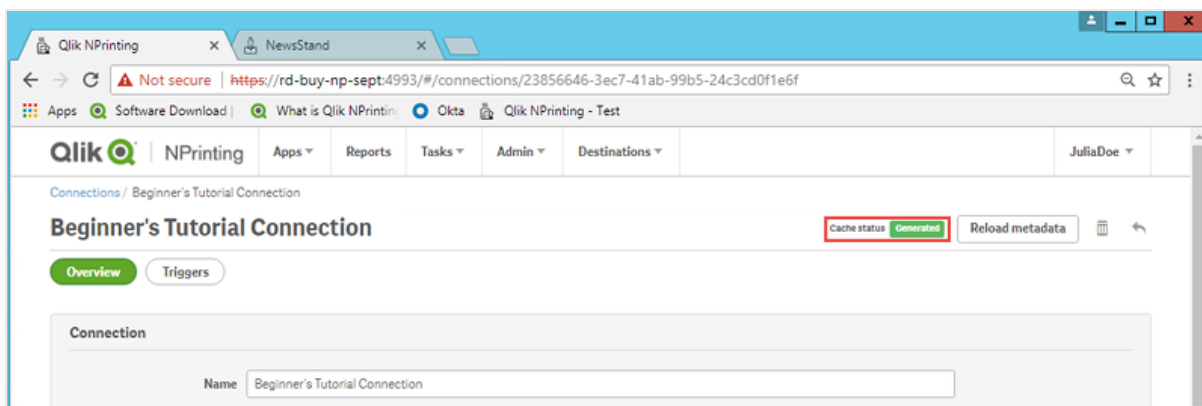 Qlik NPrinting NewsStand
Not secure https://rd-buy-np-sept:4993/#/connections/23856646-3ec7-41ab-99b5-24c3cd0f1e6f
Apps Software Download | What is Qlik NPrintin Okta Qlik NPrinting - Test
Qlik NPrinting Apps Reports Tasks Admin Destinations JuliaDoe
Connections / Beginner's Tutorial Connection
Beginner's Tutorial Connection Cache status Generated Reload metadata
Overview Triggers
Connection
Name Beginner's Tutorial Connection